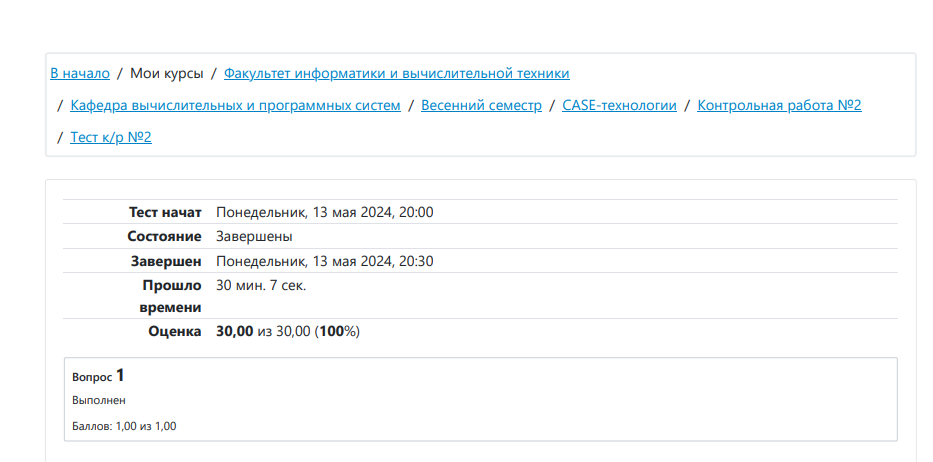 В начало / Мои курсы / Факультет информатики и вычислительной техники
/ Кафедра вычислительных и программных систем / Весенний семестр / CASE-технологии / Контрольная работа №2
/ Тест к/р №2
Тест начат Понедельник, 13 мая 2024, 20:00
Состояние Завершены
Завершен Понедельник, 13 мая 2024, 20:30
Прошло 30 мин. 7 сек.
времени
Оценка 30,00 из 30,00 (100%)
Вопрос 1
Выполнен
Баллов: 1,00 из 1,00